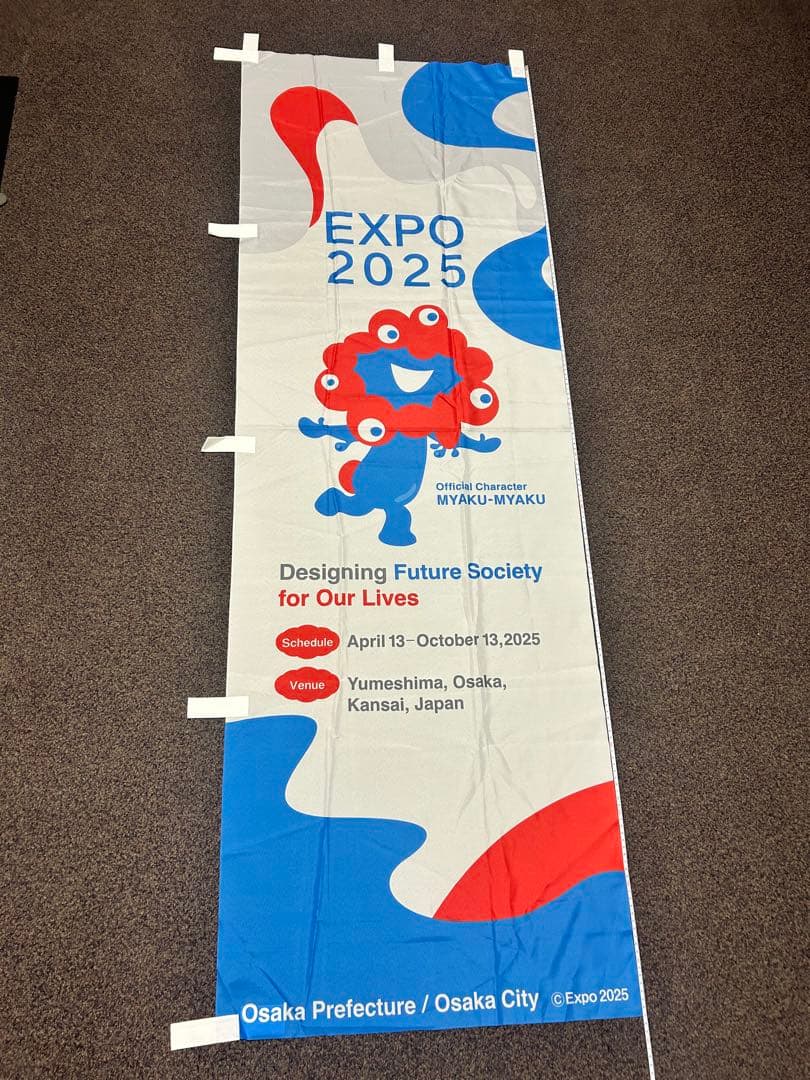 EXPO
2025
Official Character
MYAKU-MYAKU
Designing Future Society
for Our Lives
Schedule April 13-October 13,2025
Venue Yumeshima, Osaka,
Kansai, Japan
Osaka Prefecture / Osaka City ©Expo 2025